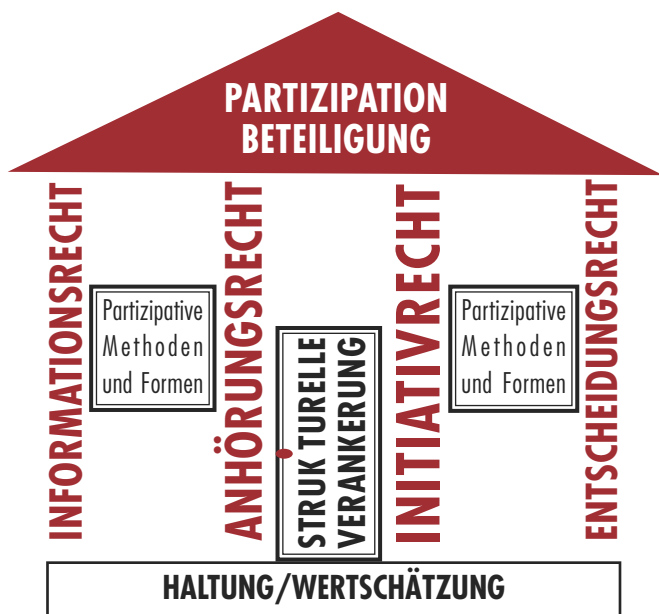 PARTIZIPATION
BETEILIGUNG
INFORMATIONSRECHT
Partizipative
Methoden
und Formen
ANHÖRUNGSRECHT
STRUK TURELLE
VERANKERUNG
INITIATIVRECHT
Partizipative
Methoden
und Formen
ENTSCHEIDUNGSRECHT
HALTUNG/WERTSCHÄTZUNG